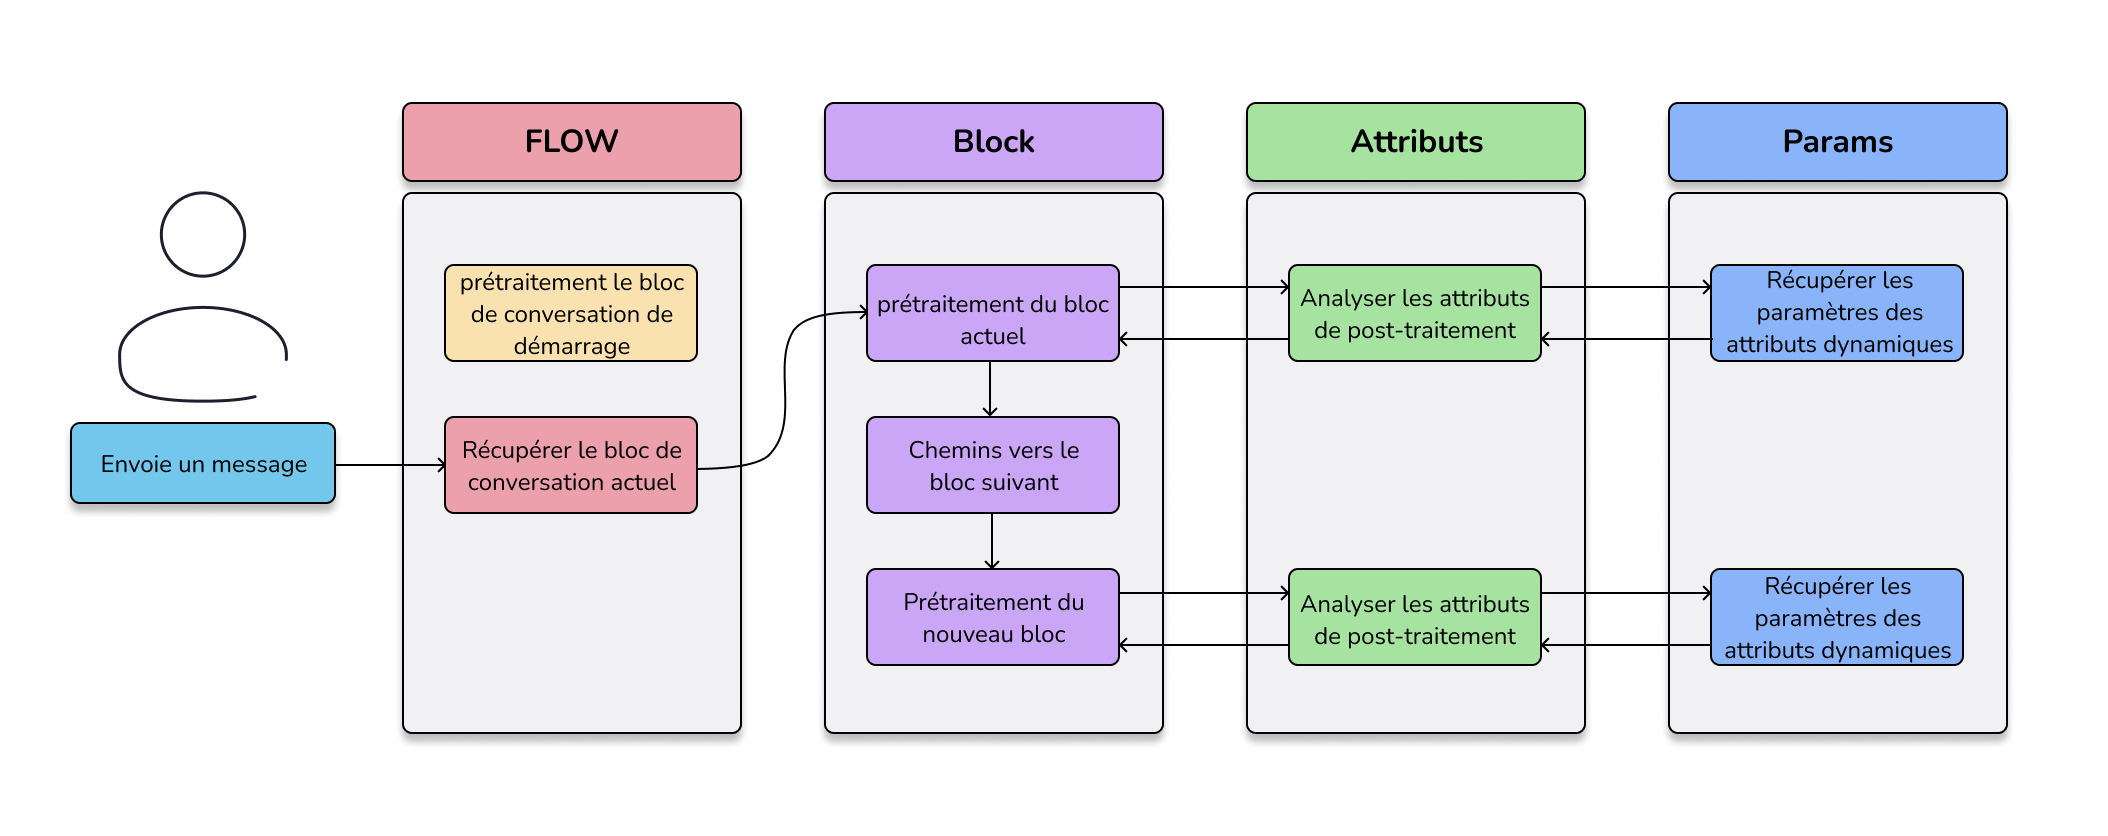 FLOW
Block
Attributs
Params
Envoie un message
prétraitement le bloc
de conversation de
démarrage
Récupérer le bloc de
conversation actuel
prétraitement du bloc
actuel
Chemins vers le
bloc suivant
Prétraitement du
nouveau bloc
Analyser les attributs
de post-traitement
Analyser les attributs
de post-traitement
Récupérer les
paramètres des
attributs dynamiques
Récupérer les
paramètres des
attributs dynamiques